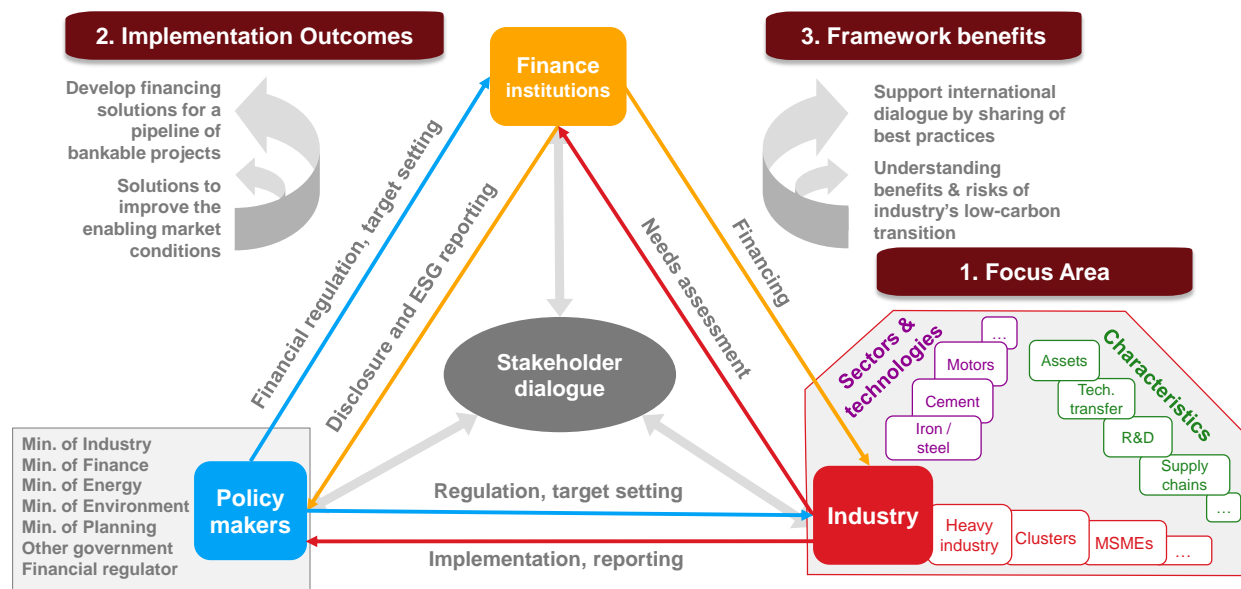 2. Implementation Outcomes
Develop financing
solutions for a
pipeline of
bankable projects
Solutions to
improve the
enabling market
conditions
Finance
institutions
3. Framework benefits
Support international
dialogue by sharing of
best practices
Understanding
benefits & risks of
industry's low-carbon
transition
Financial regulation, target setting
Disclosure and ESG reporting
Needs assessment
Financing
Stakeholder
dialogue
1. Focus Area
Sectors &
technologies
...
Motors
Cement
Iron /
steel
Characteristics
Assets
Tech.
transfer
R&D
Supply
chains
...
Min. of Industry
Min. of Finance
Min. of Energy
Min. of Environment
Min. of Planning
Other government
Financial regulator
Policy
makers
Regulation, target setting
Implementation, reporting
Industry
Heavy
industry
Clusters
MSMEs
...